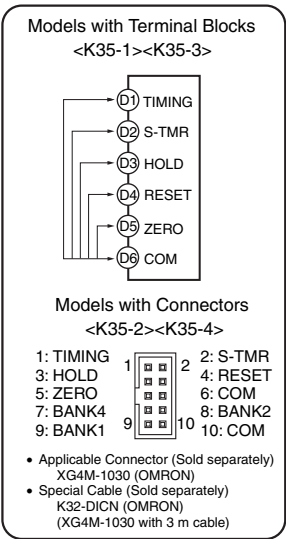 Models with Terminal Blocks
<K35-1><K35-3>
D1 TIMING
D2 S-TMR
D3 HOLD
D4 RESET
D5 ZERO
D6 COM
Models with Connectors
<K35-2><K35-4>
1: TIMING
3: HOLD
5: ZERO
7: BANK4
9: BANK1
1 2
9 10
2: S-TMR
4: RESET
6: COM
8: BANK2
10: COM
• Applicable Connector (Sold separately)
XG4M-1030 (OMRON)
• Special Cable (Sold separately)
K32-DICN (OMRON)
(XG4M-1030 with 3 m cable)